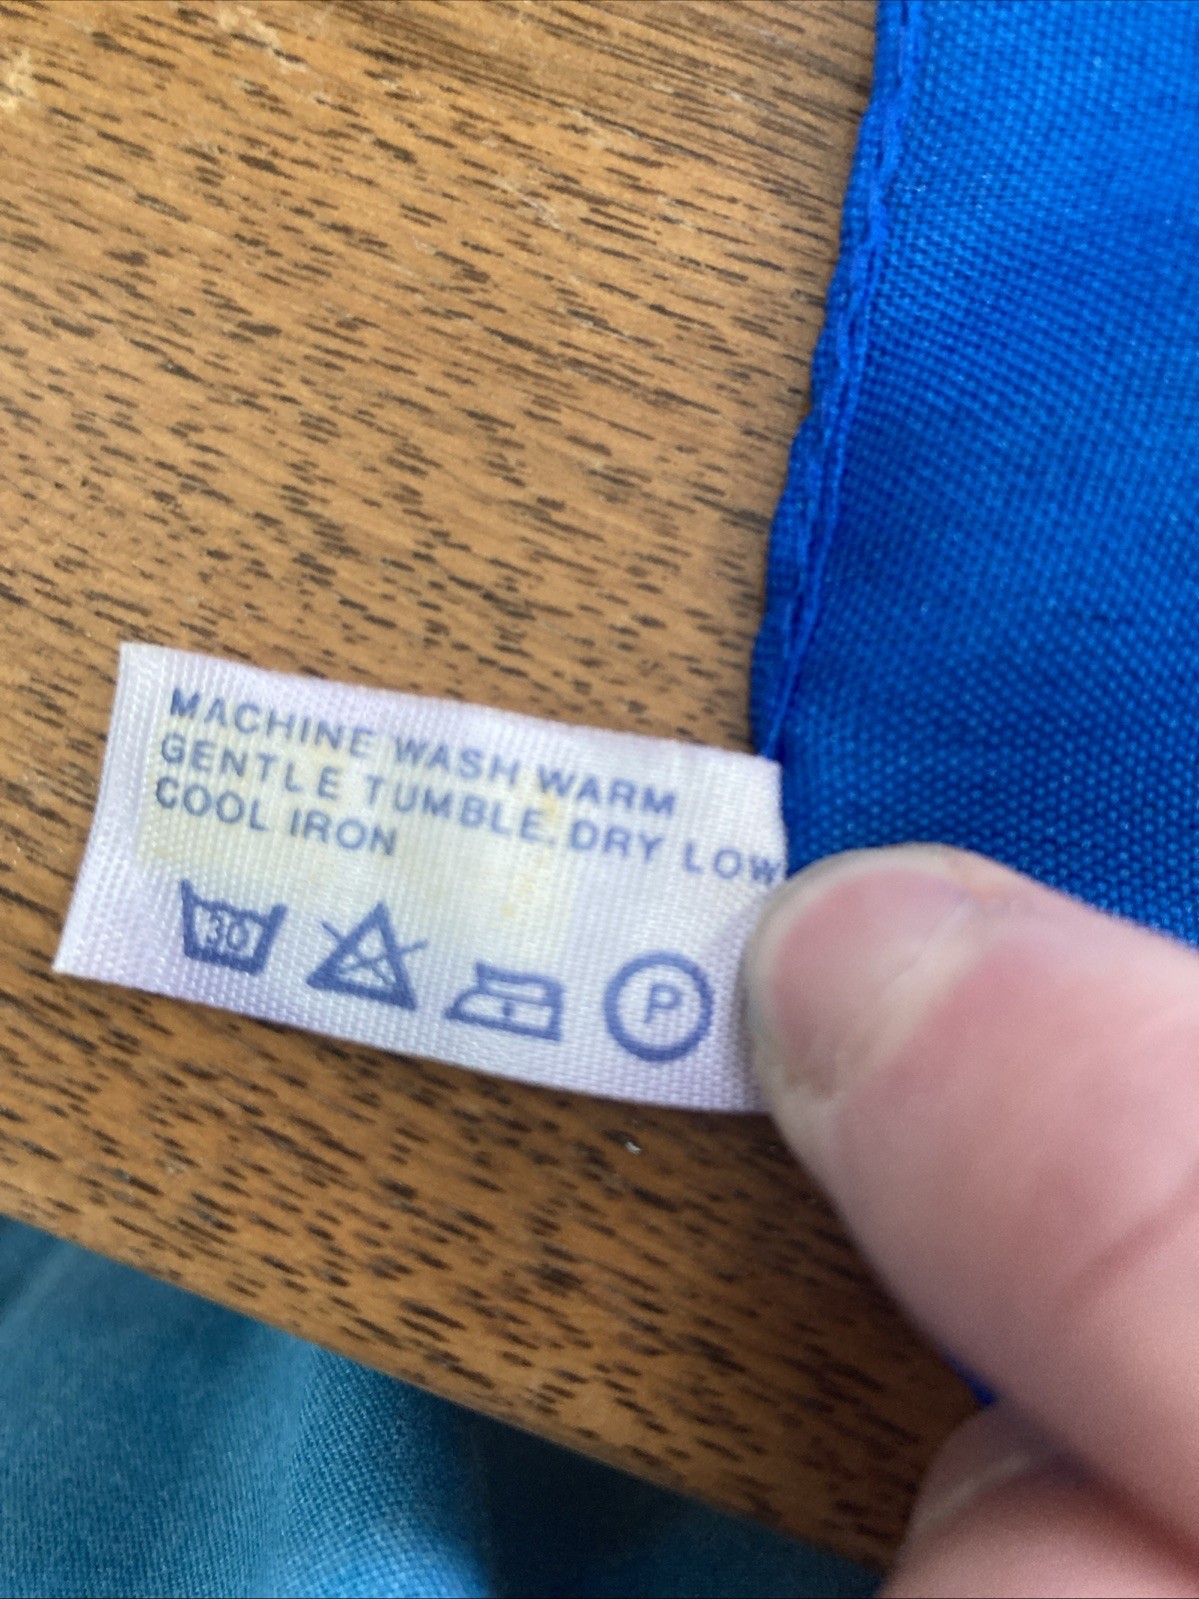 MACHINE WASH WARM
GENTLE TUMBLE. DRY LOW
COOL IRON
30 P